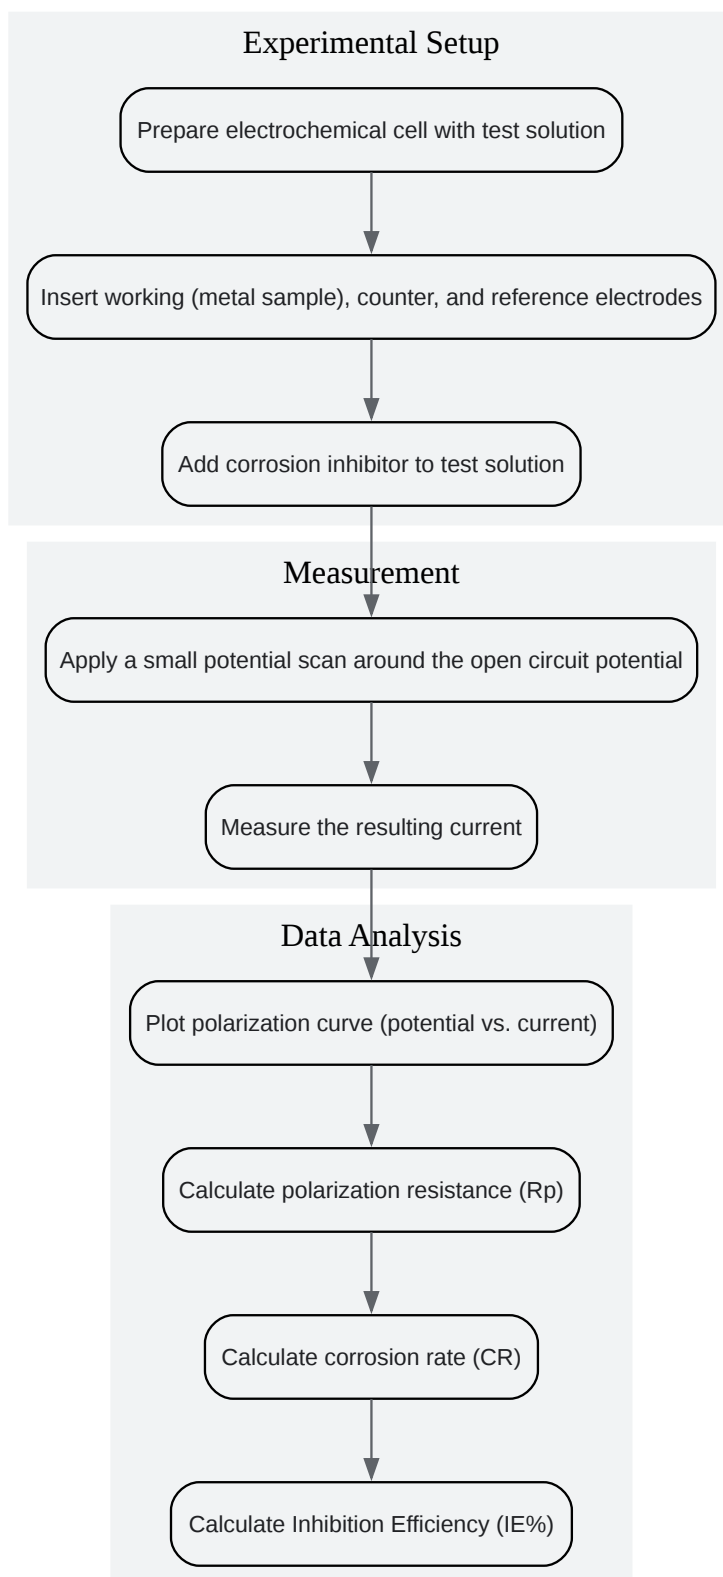 Experimental Setup
Prepare electrochemical cell with test solution
Insert working (metal sample), counter, and reference electrodes
Add corrosion inhibitor to test solution
Measurement
Apply a small potential scan around the open circuit potential
Measure the resulting current
Data Analysis
Plot polarization curve (potential vs. current)
Calculate polarization resistance (Rp)
Calculate corrosion rate (CR)
Calculate Inhibition Efficiency (IE%)